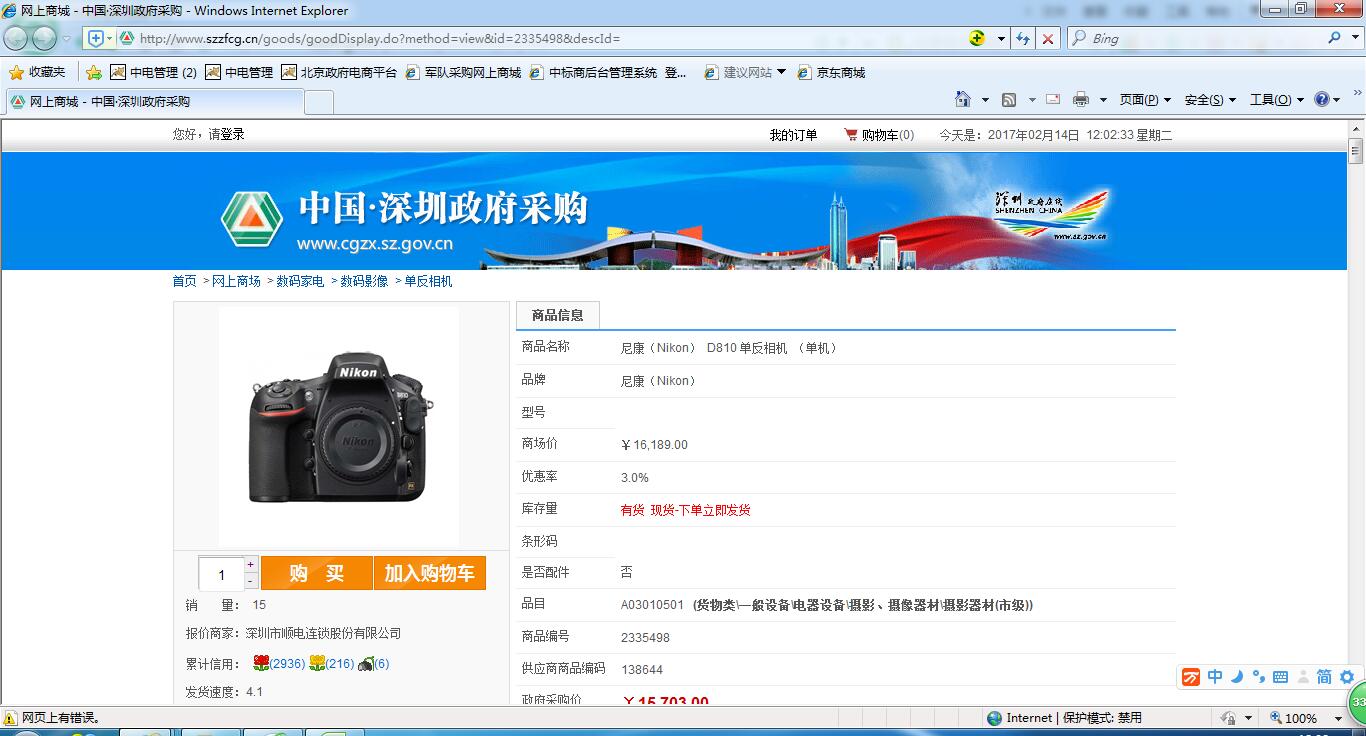 网上商城 - 中国·深圳政府采购 - Windows Internet Explorer
http://www.szzfcg.cn/goods/goodDisplay.do?method=view&id=2335498&descId=
Bing
收藏夹 中电管理 (2) 中电管理 北京政府电商平台 军队采购网上商城 中标商后台管理系统 登... 建议网站 京东商城
网上商城 - 中国·深圳政府采购
页面(P) 安全(S) 工具(O)
您好，请登录 我的订单 购物车(0) 今天是：2017年02月14日 12:02:33 星期二
中国·深圳政府采购
www.cgzx.sz.gov.cn
深圳 政府在线
SHENZHEN CHINA
www.sz.gov.cn
首页 >网上商场 >数码家电 >数码影像 >单反相机
Nikon
D810
Nikon
FX
商品信息
商品名称 尼康（Nikon） D810 单反相机 （单机）
品牌 尼康（Nikon）
型号
商场价 ￥16,189.00
优惠率 3.0%
库存量 有货 现货-下单立即发货
条形码
是否配件 否
品目 A03010501 (货物类\一般设备\电器设备\摄影、摄像器材\摄影器材(市级))
商品编号 2335498
供应商商品编码 138644
政府采购价 ￥15,703.00
1 + - 购 买 加入购物车
销 量： 15
报价商家：深圳市顺电连锁股份有限公司
累计信用： (2936) (216) (6)
发货速度：4.1
中 简
33
网页上有错误。 Internet | 保护模式: 禁用 100%